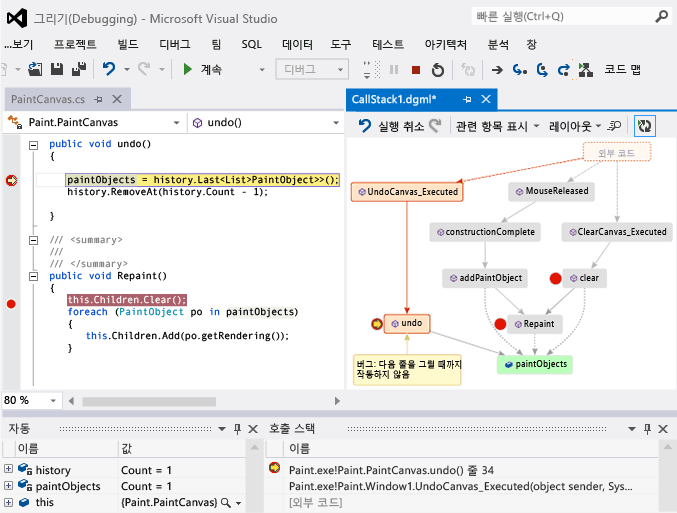 그리기(Debugging) - Microsoft Visual Studio
빠른 실행(Ctrl+Q)
...보기 프로젝트 빌드 디버그 팀 SQL 데이터 도구 테스트 아키텍처 분석 창
계속 디버그 코드 맵
PaintCanvas.cs
CallStack1.dgml*
Paint.PaintCanvas undo()
실행 취소 관련 항목 표시 레이아웃
public void undo()
{
paintObjects = history.Last<List>PaintObject>>();
history.RemoveAt(history.Count - 1);
}
/// <summary>
///
/// </summary>
public void Repaint()
{
this.Children.Clear();
foreach (PaintObject po in paintObjects)
{
this.Children.Add(po.getRendering());
}
80 %
외부 코드
UndoCanvas_Executed
MouseReleased
constructionComplete
ClearCanvas_Executed
addPaintObject
clear
undo
Repaint
버그: 다음 줄을 그릴 때까지
작동하지 않음
paintObjects
자동
이름 값
history Count = 1
paintObjects Count = 1
this {Paint.PaintCanvas}
호출 스택
이름
Paint.exe!Paint.PaintCanvas.undo() 줄 34
Paint.exe!Paint.Window1.UndoCanvas_Executed(object sender, Sys...
[외부 코드]